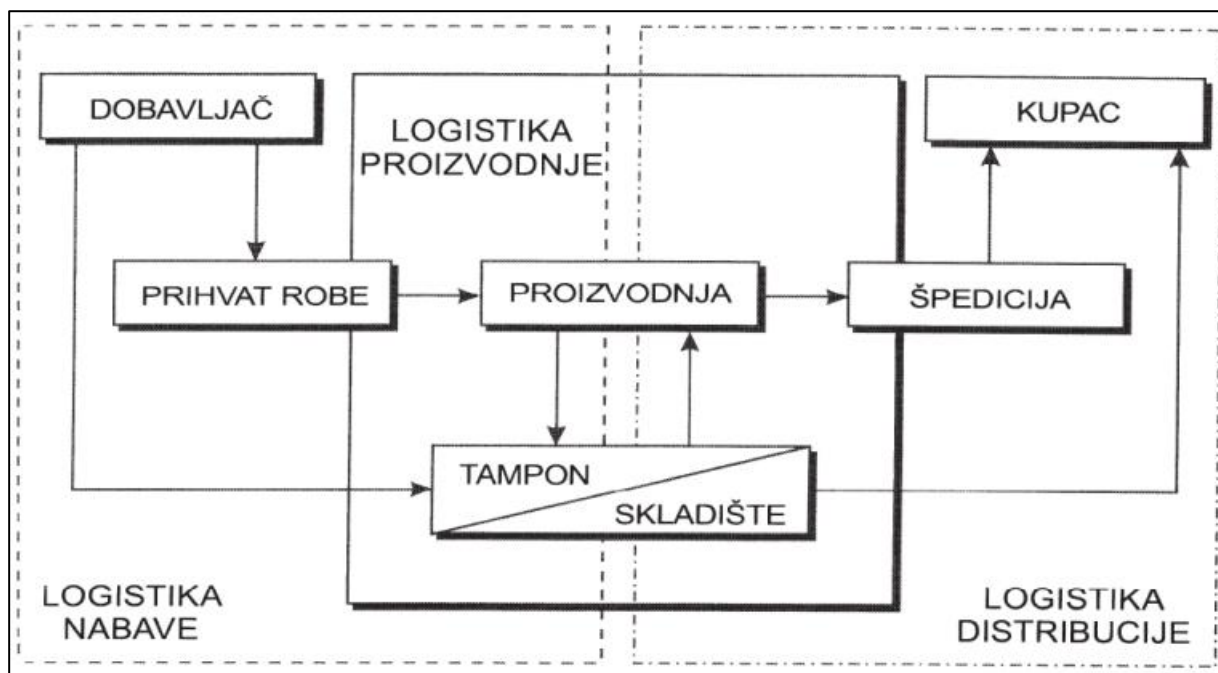 DOBAVLJAČ
LOGISTIKA
PROIZVODNJE
KUPAC
PRIHVAT ROBE
PROIZVODNJA
ŠPEDICIJA
TAMPON
SKLADIŠTE
LOGISTIKA
NABAVE
LOGISTIKA
DISTRIBUCIJE